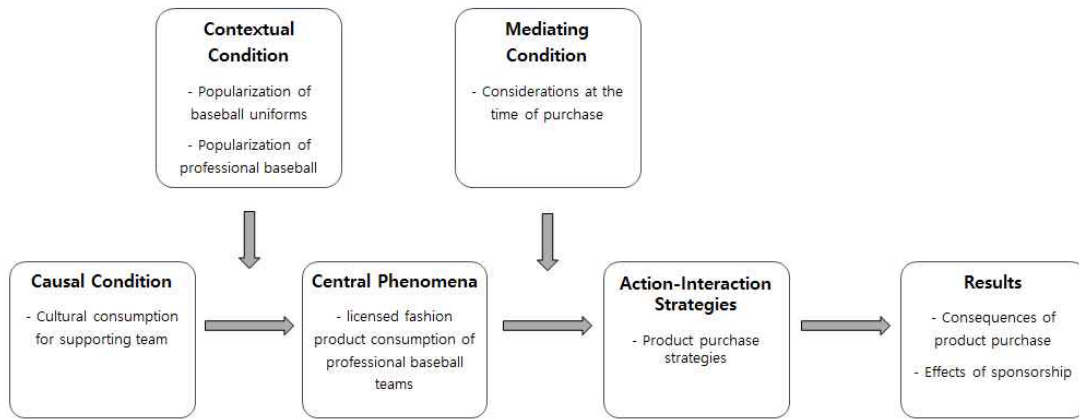 Contextual
Condition
- Popularization of
baseball uniforms
- Popularization of
professional baseball
Mediating
Condition
- Considerations at the
time of purchase
Causal Condition
- Cultural consumption
for supporting team
Central Phenomena
- licensed fashion
product consumption of
professional baseball
teams
Action-Interaction
Strategies
- Product purchase
strategies
Results
- Consequences of
product purchase
- Effects of sponsorship